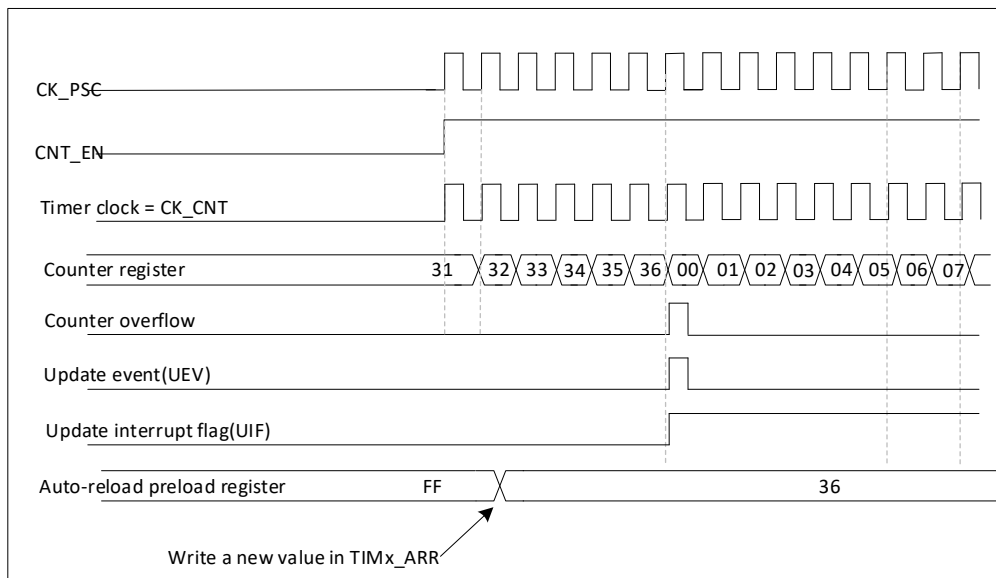 CK_PSC
CNT_EN
Timer clock = CK_CNT
Counter register 31 32 33 34 35 36 00 01 02 03 04 05 06 07
Counter overflow
Update event(UEV)
Update interrupt flag(UIF)
Auto-reload preload register FF 36
Write a new value in TIMx_ARR